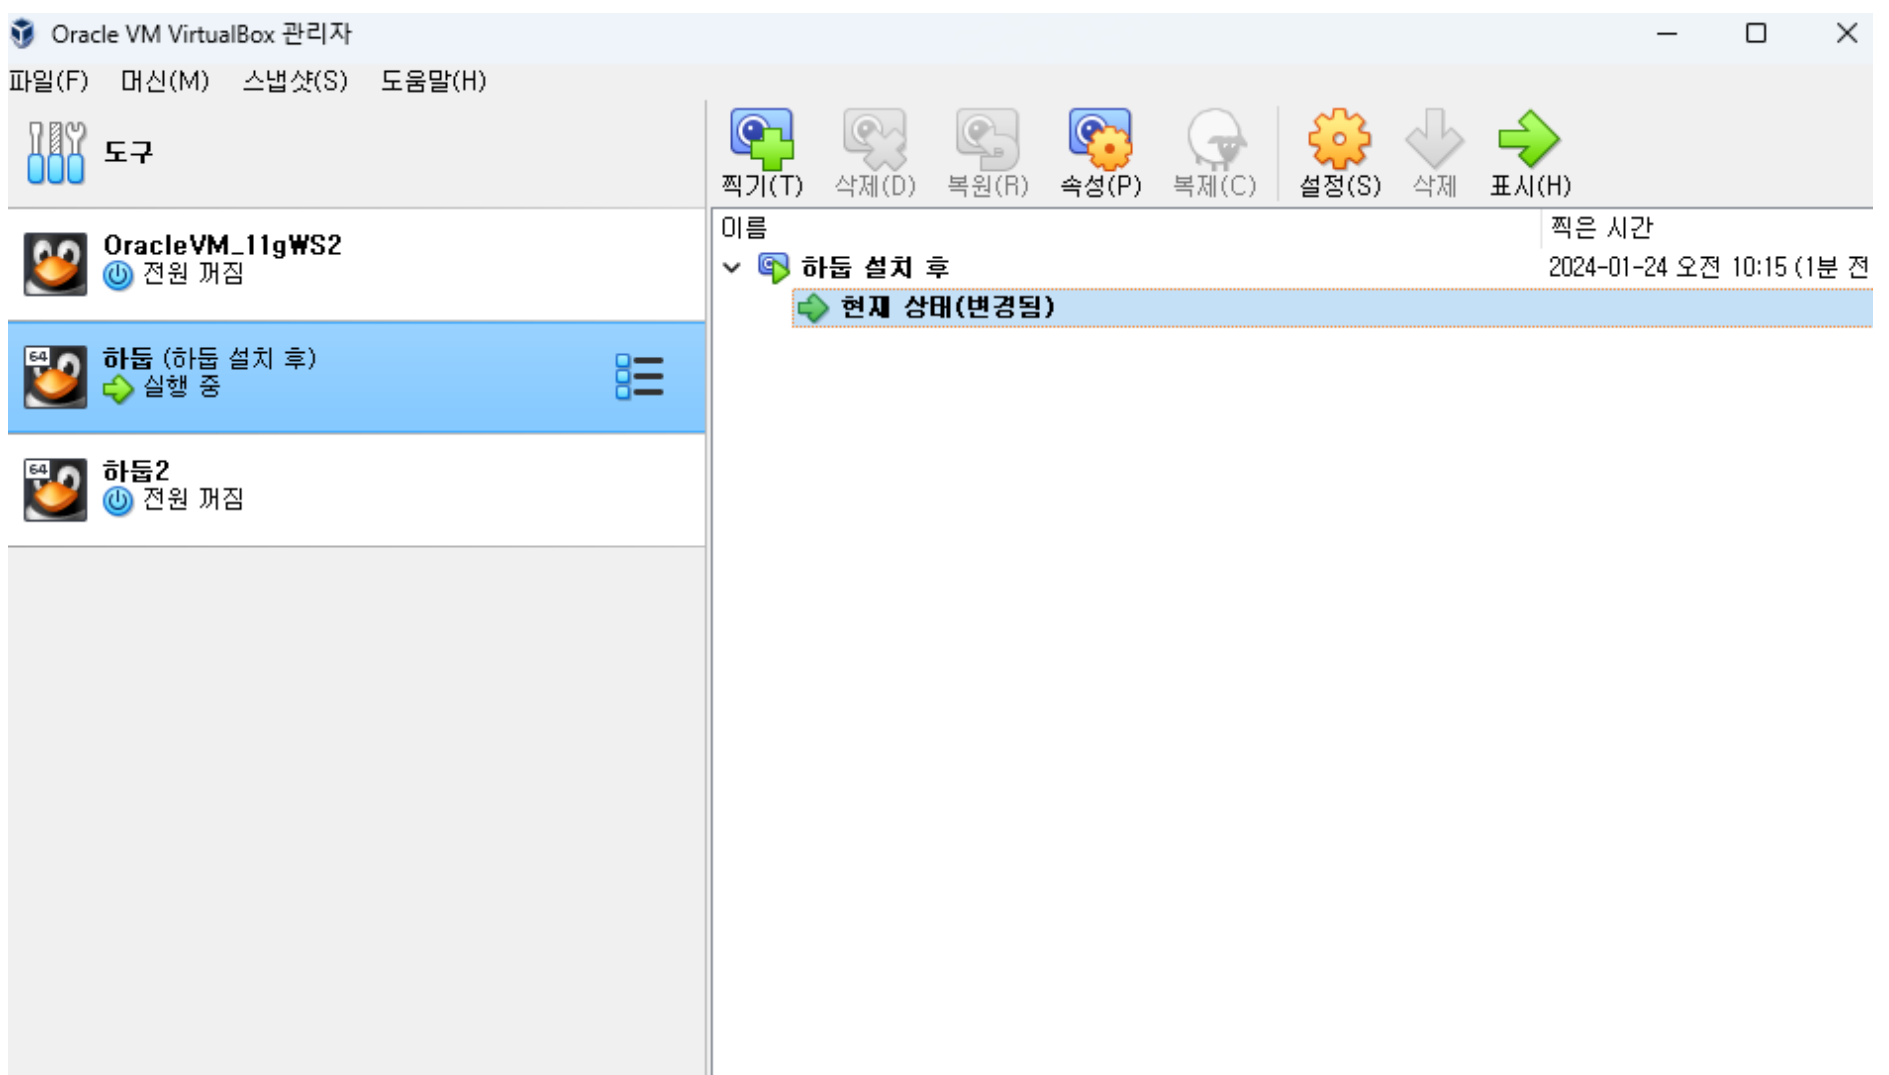 Oracle VM VirtualBox 관리자
파일(F) 머신(M) 스냅샷(S) 도움말(H)
도구
찍기(T) 삭제(D) 복원(R) 속성(P) 복제(C) 설정(S) 삭제 표시(H)
OracleVM_11g₩S2
전원 꺼짐
64
하둡 (하둡 설치 후)
실행 중
64
하둡2
전원 꺼짐
이름 찍은 시간
하둡 설치 후 2024-01-24 오전 10:15 (1분 전
현재 상태(변경됨)